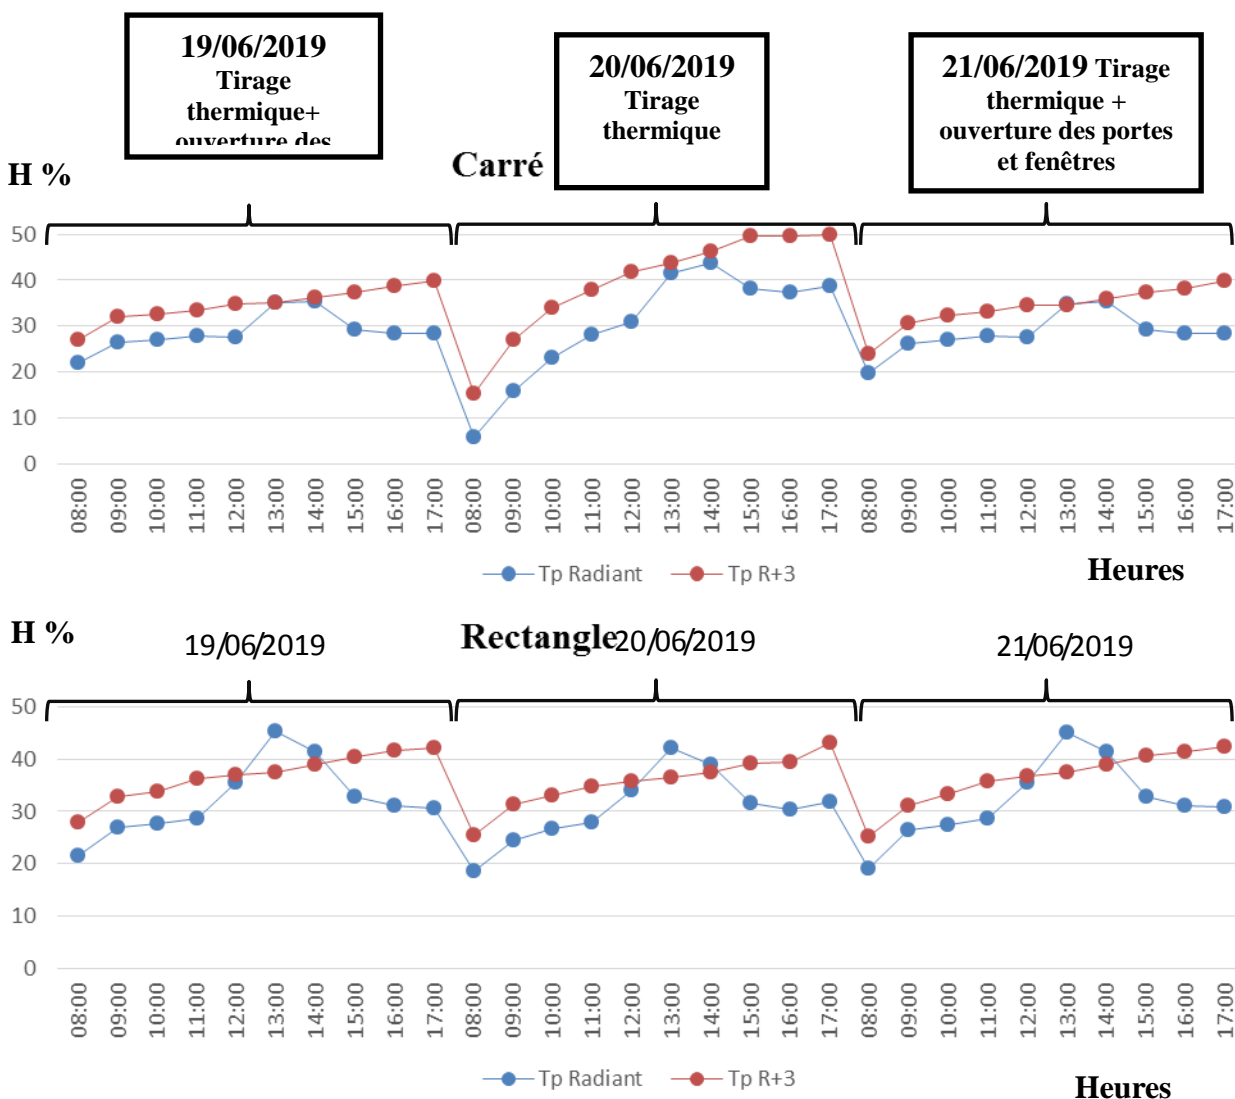 19/06/2019
Tirage
thermique+
ouverture des
20/06/2019
Tirage
thermique
21/06/2019 Tirage
thermique +
ouverture des portes
et fenêtres
Carré
H %
50
40
30
20
10
0
08:00 09:00 10:00 11:00 12:00 13:00 14:00 15:00 16:00 17:00 08:00 09:00 10:00 11:00 12:00 13:00 14:00 15:00 16:00 17:00 08:00 09:00 10:00 11:00 12:00 13:00 14:00 15:00 16:00 17:00
Tp Radiant Tp R+3
Heures
H %
19/06/2019 Rectangle 20/06/2019 21/06/2019
50
40
30
20
10
0
08:00 09:00 10:00 11:00 12:00 13:00 14:00 15:00 16:00 17:00 08:00 09:00 10:00 11:00 12:00 13:00 14:00 15:00 16:00 17:00 08:00 09:00 10:00 11:00 12:00 13:00 14:00 15:00 16:00 17:00
Tp Radiant Tp R+3
Heures